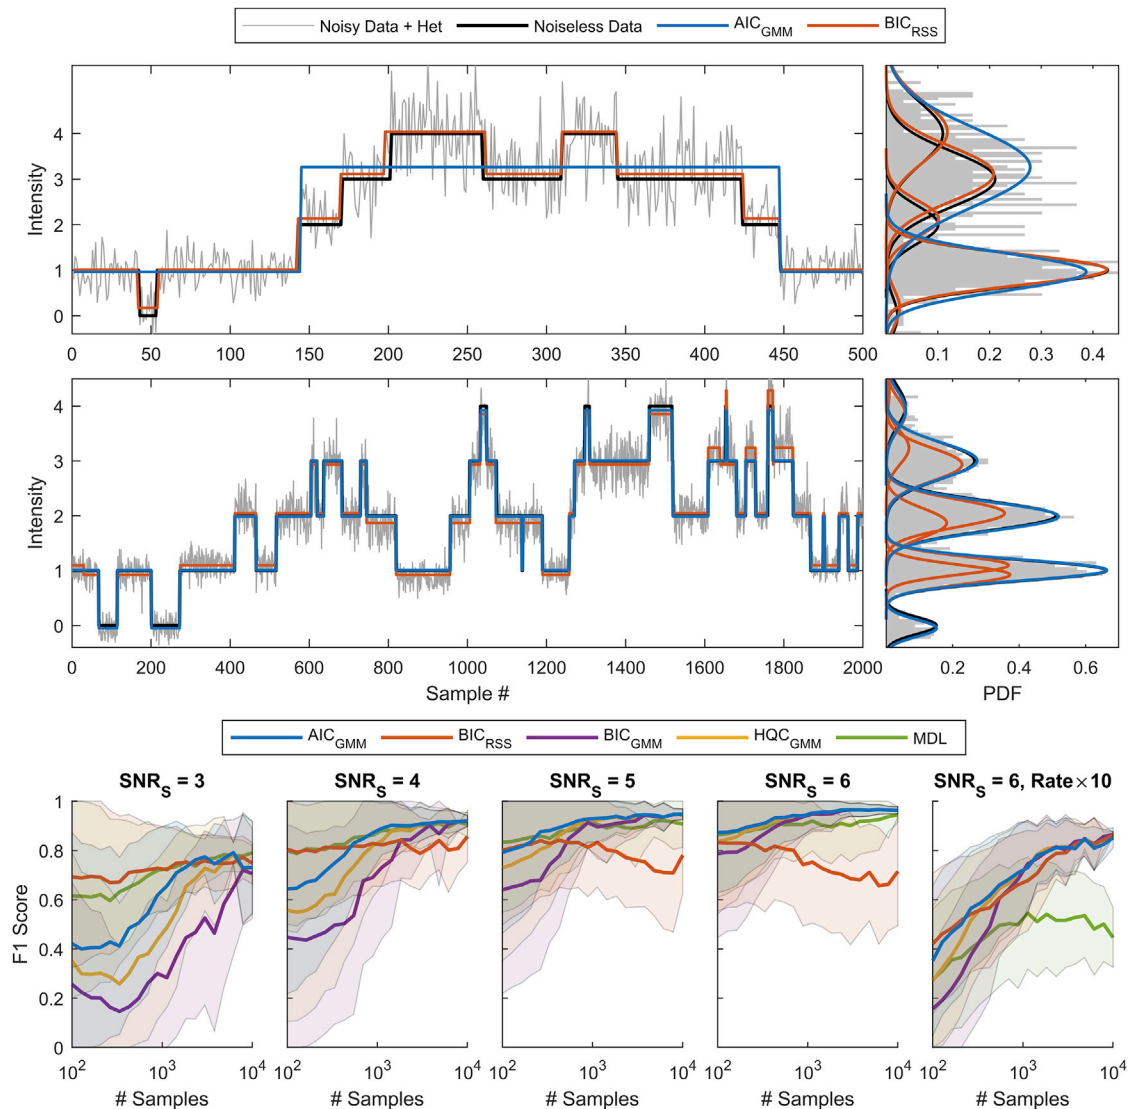 Noisy Data + Het Noiseless Data AIC_GMM BIC_RSS
Intensity
4
3
2
1
0
0 50 100 150 200 250 300 350 400 450 500
0.1 0.2 0.3 0.4
Intensity
4
3
2
1
0
0 200 400 600 800 1000 1200 1400 1600 1800 2000
0.2 0.4 0.6
Sample #
PDF
AIC_GMM BIC_RSS BIC_GMM HQC_GMM MDL
SNR_S = 3 SNR_S = 4 SNR_S = 5 SNR_S = 6 SNR_S = 6, Rate×10
F1 Score
1
0.8
0.6
0.4
0.2
0
10^2 10^3 10^4 10^2 10^3 10^4 10^2 10^3 10^4 10^2 10^3 10^4 10^2 10^3 10^4
# Samples # Samples # Samples # Samples # Samples